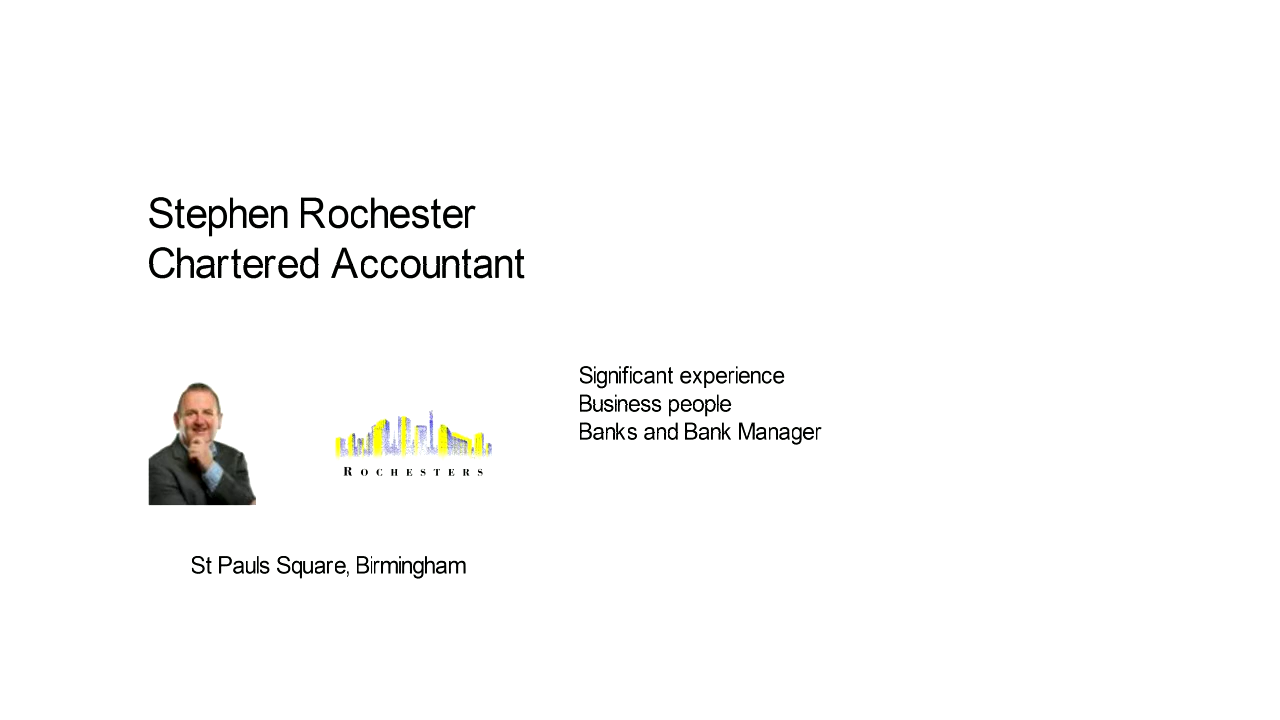 Stephen Rochester
Chartered Accountant
Significant experience
Business people
Banks and Bank Manager
ROCHESTERS
St Pauls Square, Birmingham